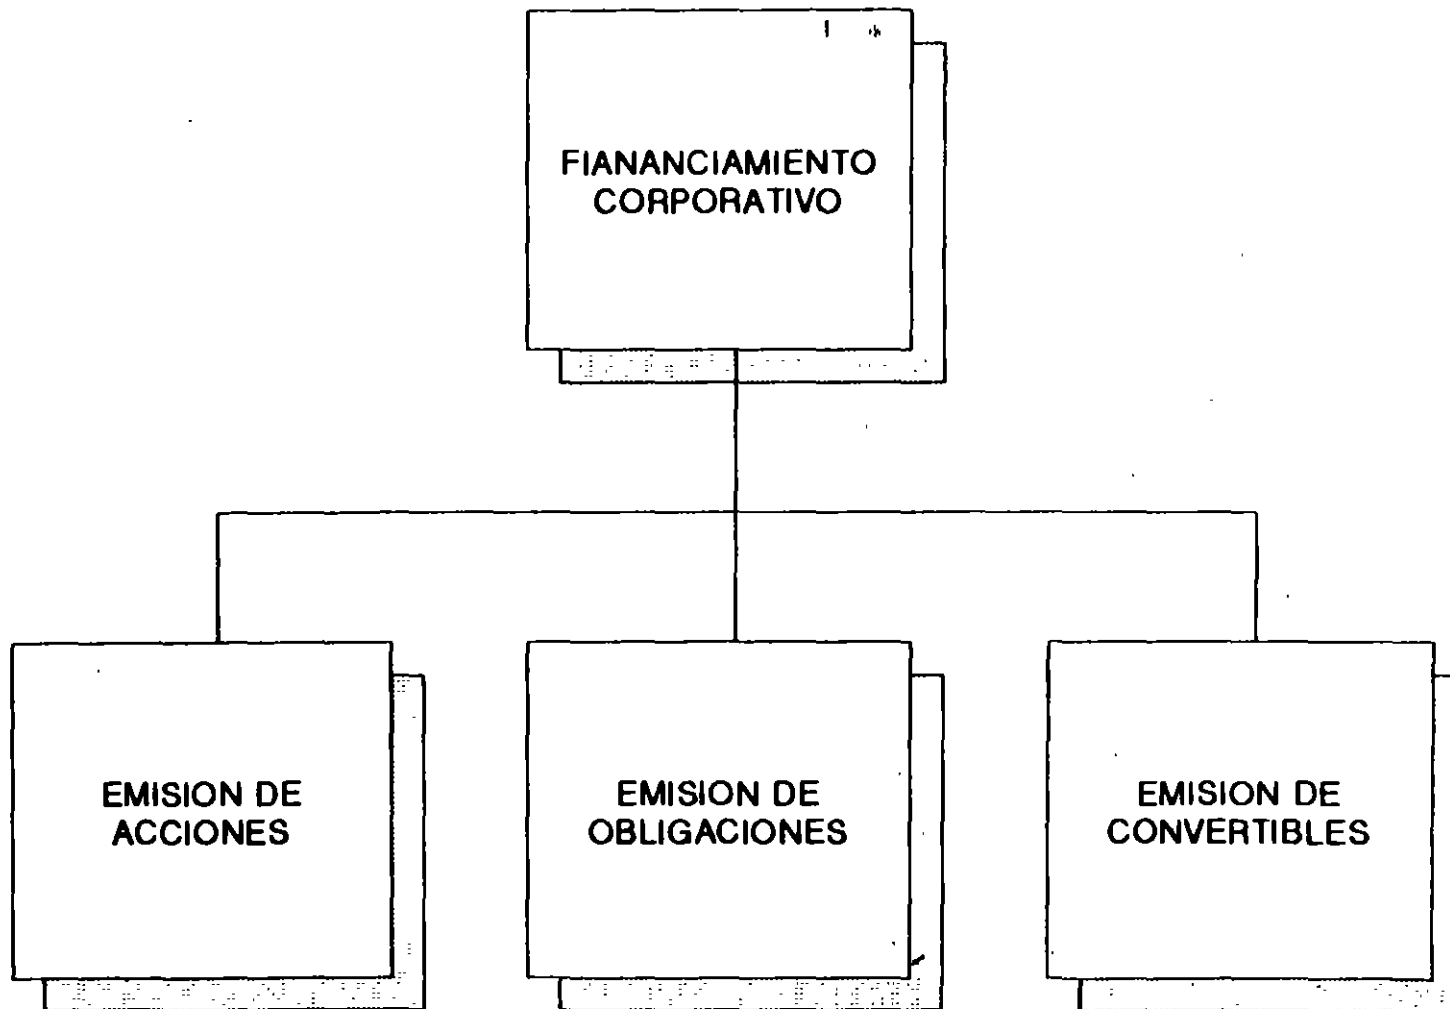 FIANANCIAMIENTO
CORPORATIVO
EMISION DE
ACCIONES
EMISION DE
OBLIGACIONES
EMISION DE
CONVERTIBLES